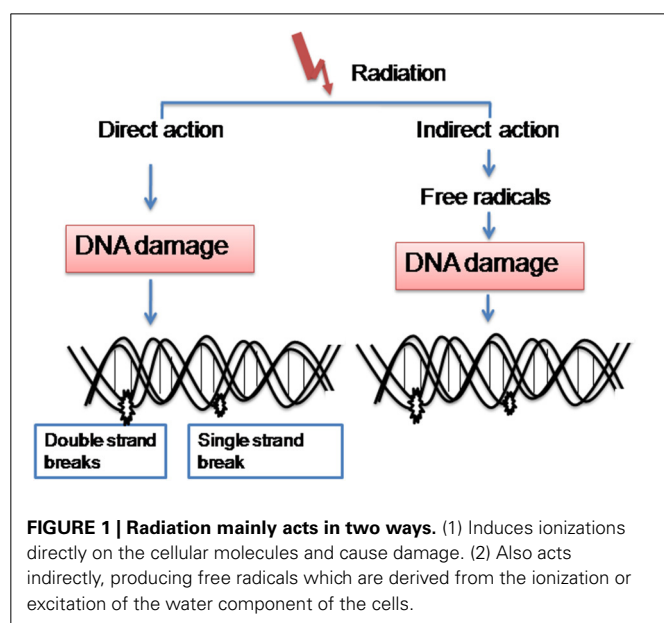 Radiation
Direct action
Indirect action
Free radicals
DNA damage
DNA damage
Double strand
breaks
Single strand
break
FIGURE 1 | Radiation mainly acts in two ways. (1) Induces ionizations
directly on the cellular molecules and cause damage. (2) Also acts
indirectly, producing free radicals which are derived from the ionization or
excitation of the water component of the cells.